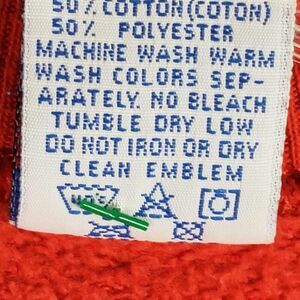 50% COTTON (COTON)
50% POLYESTER
MACHINE WASH WARM
WASH COLORS SEP-
ARATELY. NO BLEACH
TUMBLE DRY LOW
DO NOT IRON OR DRY
CLEAN EMBLEM